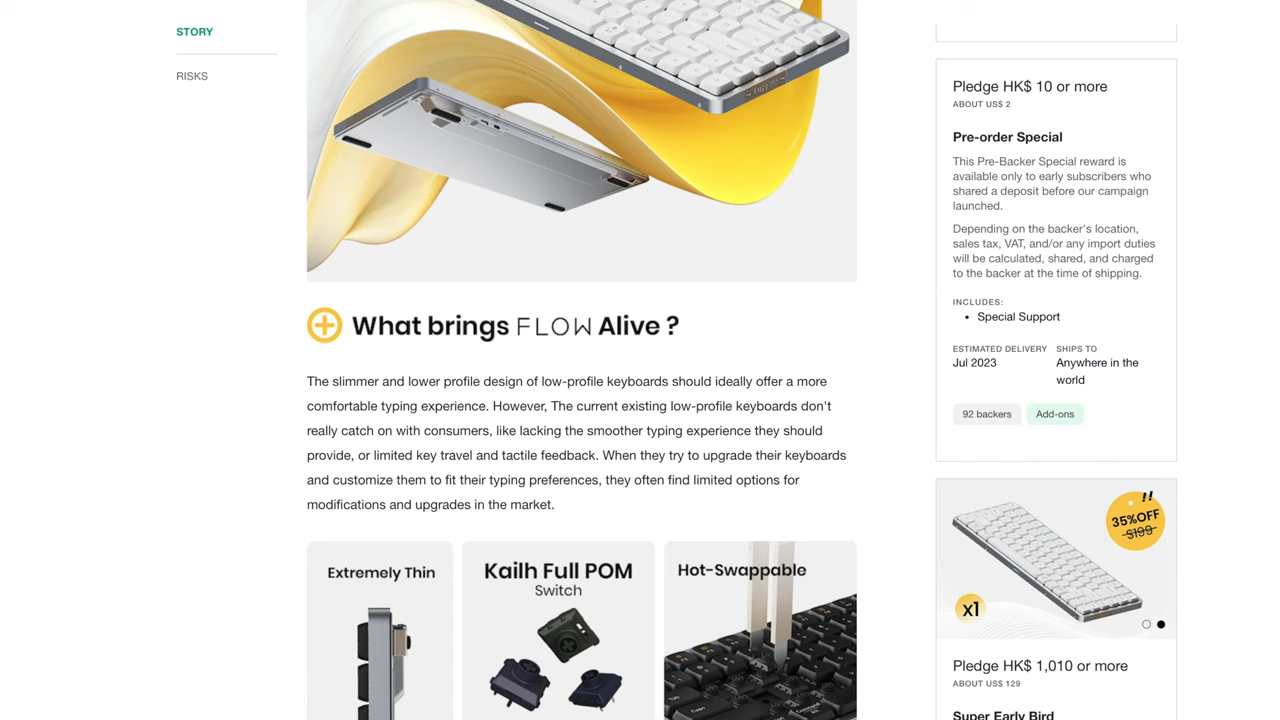 STORY
RISKS
What brings FLOW Alive ?
The slimmer and lower profile design of low-profile keyboards should ideally offer a more
comfortable typing experience. However, The current existing low-profile keyboards don't
really catch on with consumers, like lacking the smoother typing experience they should
provide, or limited key travel and tactile feedback. When they try to upgrade their keyboards
and customize them to fit their typing preferences, they often find limited options for
modifications and upgrades in the market.
Extremely Thin
Kailh Full POM
Switch
Hot-Swappable
Pledge HK$ 10 or more
ABOUT US$ 2
Pre-order Special
This Pre-Backer Special reward is
available only to early subscribers who
shared a deposit before our campaign
launched.
Depending on the backer's location,
sales tax, VAT, and/or any import duties
will be calculated, shared, and charged
to the backer at the time of shipping.
INCLUDES:
• Special Support
ESTIMATED DELIVERY SHIPS TO
Jul 2023 Anywhere in the
world
92 backers Add-ons
!!
35%OFF
$199
x1
Pledge HK$ 1,010 or more
ABOUT US$ 129
Super Early Bird